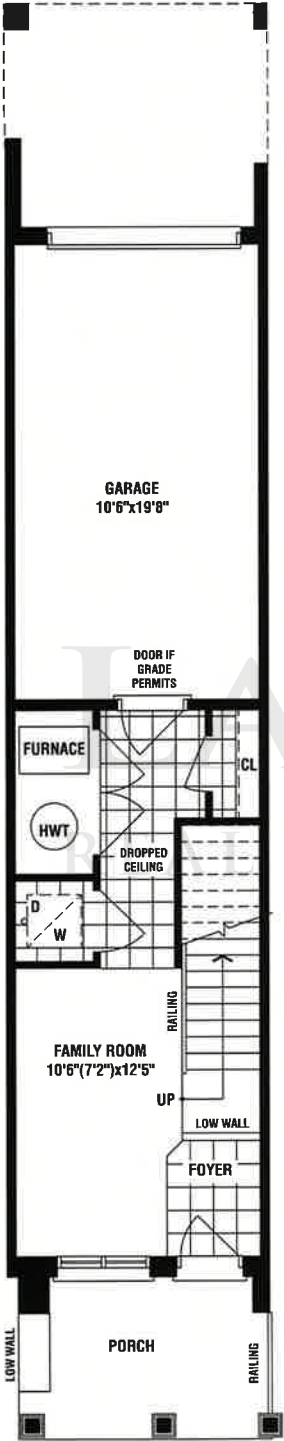 GARAGE
10'6"x19'8"
DOOR IF
GRADE
PERMITS
FURNACE
CL
HWT
DROPPED
CEILING
D
W
RAILING
FAMILY ROOM
10'6"(7'2")x12'5"
UP
LOW WALL
FOYER
LOW WALL
PORCH
RAILING